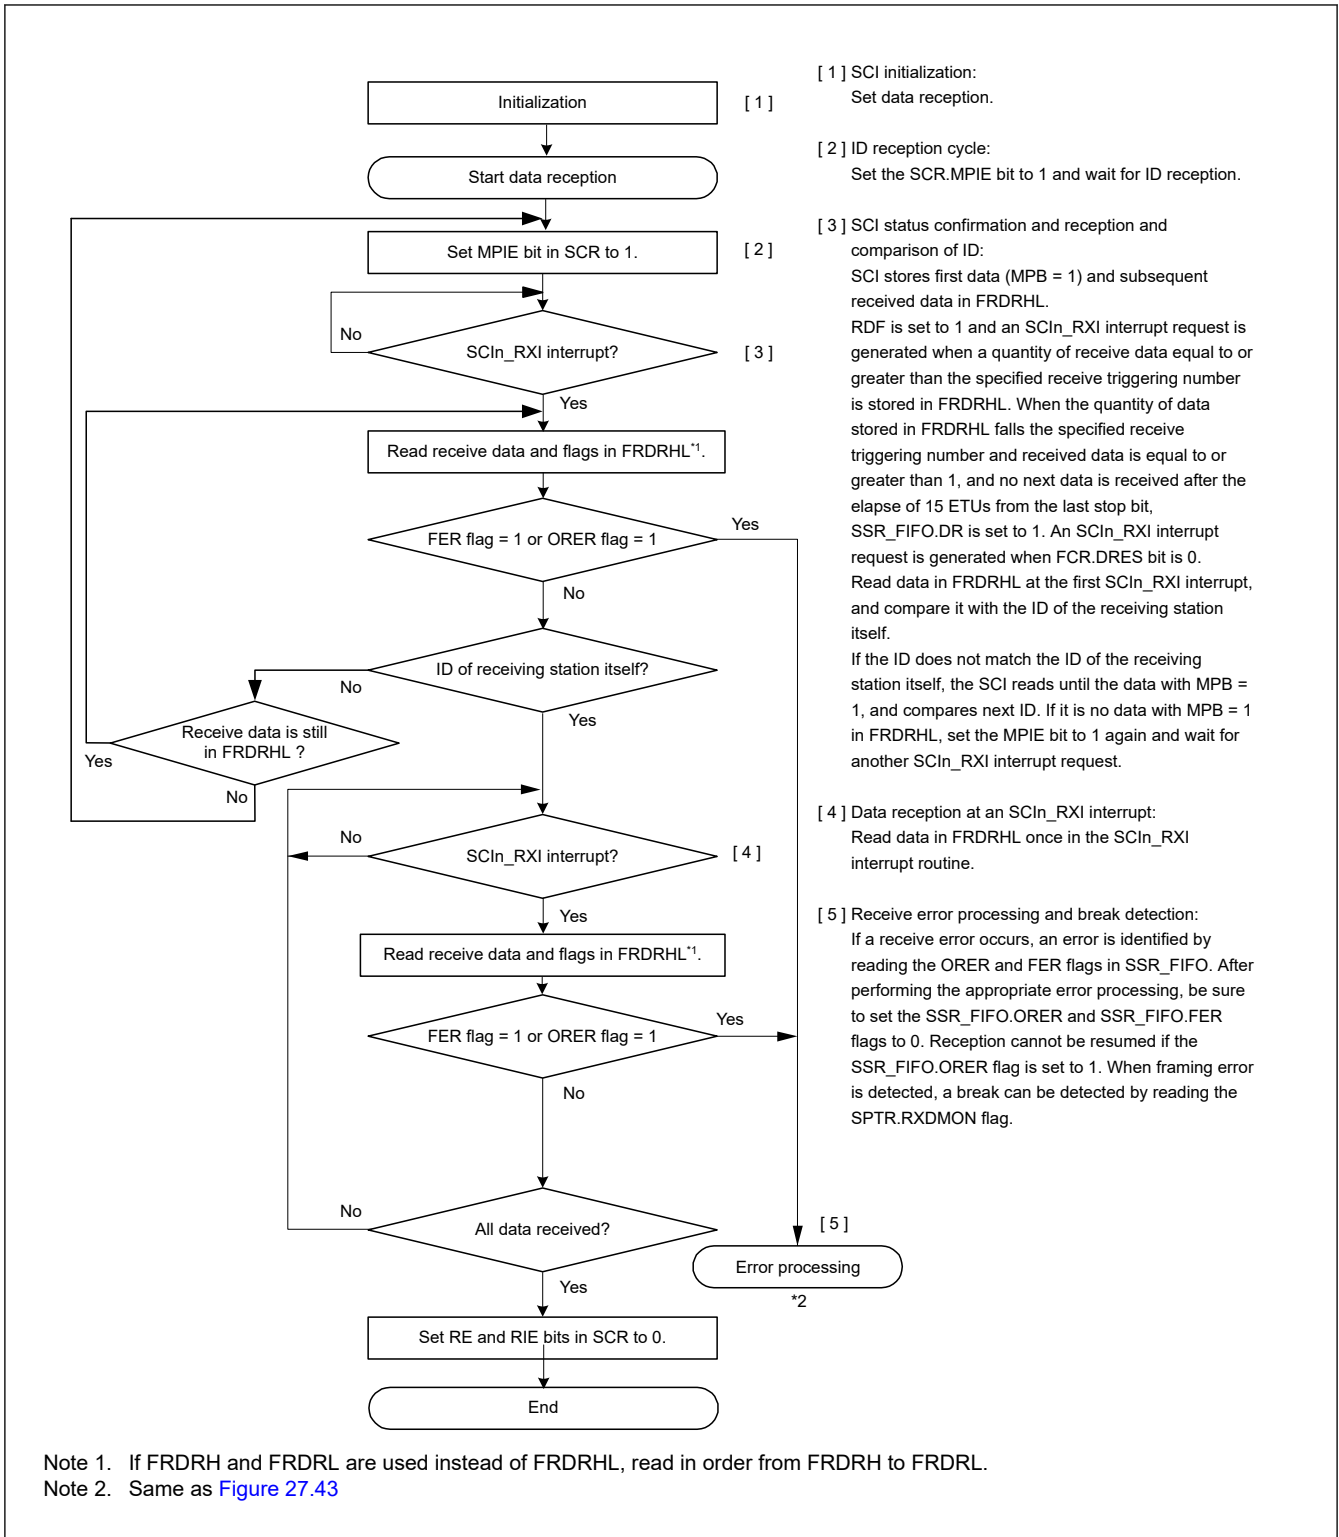 Initialization
[ 1 ]
Start data reception
Set MPIE bit in SCR to 1.
[ 2 ]
No
SCIn_RXI interrupt?
[ 3 ]
Yes
Read receive data and flags in FRDRHL*1.
FER flag = 1 or ORER flag = 1
Yes
No
ID of receiving station itself?
No
Yes
Receive data is still
in FRDRHL ?
Yes
No
No
SCIn_RXI interrupt?
[ 4 ]
Yes
Read receive data and flags in FRDRHL*1.
FER flag = 1 or ORER flag = 1
Yes
No
No
All data received?
Yes
[ 5 ]
Error processing
*2
Set RE and RIE bits in SCR to 0.
End
[ 1 ] SCI initialization:
Set data reception.
[ 2 ] ID reception cycle:
Set the SCR.MPIE bit to 1 and wait for ID reception.
[ 3 ] SCI status confirmation and reception and
comparison of ID:
SCI stores first data (MPB = 1) and subsequent
received data in FRDRHL.
RDF is set to 1 and an SCIn_RXI interrupt request is
generated when a quantity of receive data equal to or
greater than the specified receive triggering number
is stored in FRDRHL. When the quantity of data
stored in FRDRHL falls the specified receive
triggering number and received data is equal to or
greater than 1, and no next data is received after the
elapse of 15 ETUs from the last stop bit,
SSR_FIFO.DR is set to 1. An SCIn_RXI interrupt
request is generated when FCR.DRES bit is 0.
Read data in FRDRHL at the first SCIn_RXI interrupt,
and compare it with the ID of the receiving station
itself.
If the ID does not match the ID of the receiving
station itself, the SCI reads until the data with MPB =
1, and compares next ID. If it is no data with MPB = 1
in FRDRHL, set the MPIE bit to 1 again and wait for
another SCIn_RXI interrupt request.
[ 4 ] Data reception at an SCIn_RXI interrupt:
Read data in FRDRHL once in the SCIn_RXI
interrupt routine.
[ 5 ] Receive error processing and break detection:
If a receive error occurs, an error is identified by
reading the ORER and FER flags in SSR_FIFO. After
performing the appropriate error processing, be sure
to set the SSR_FIFO.ORER and SSR_FIFO.FER
flags to 0. Reception cannot be resumed if the
SSR_FIFO.ORER flag is set to 1. When framing error
is detected, a break can be detected by reading the
SPTR.RXDMON flag.
Note 1. If FRDRH and FRDRL are used instead of FRDRHL, read in order from FRDRH to FRDRL.
Note 2. Same as Figure 27.43